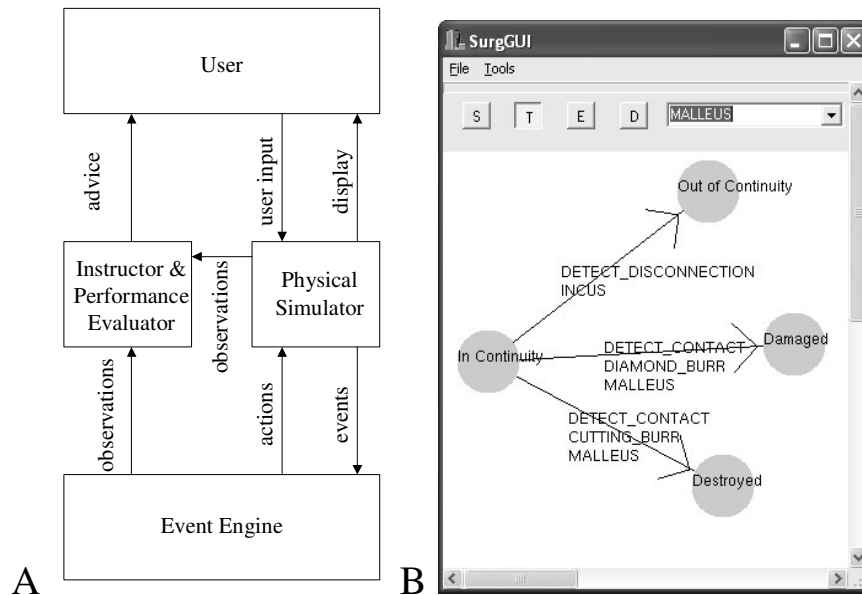 User
advice
user input
display
Instructor &
Performance
Evaluator
observations
Physical
Simulator
observations
actions
events
Event Engine
A
SurgGUI
File Tools
S T E D MALLEUS
Out of Continuity
DETECT_DISCONNECTION
INCUS
In Continuity
Damaged
DETECT_CONTACT
DIAMOND_BURR
MALLEUS
DETECT_CONTACT
CUTTING_BURR
MALLEUS
Destroyed
B